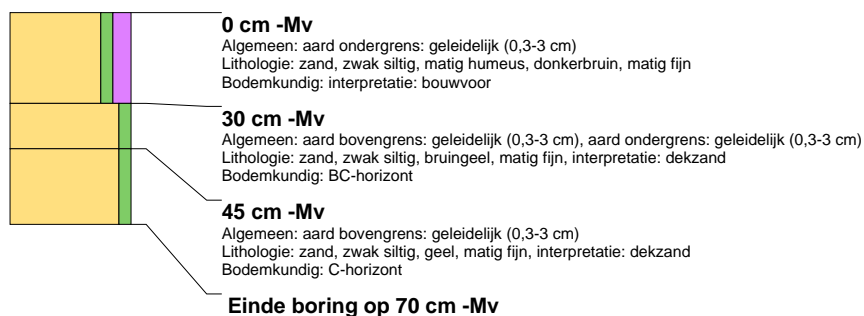 0 cm -Mv
Algemeen: aard ondergrens: geleidelijk (0,3-3 cm)
Lithologie: zand, zwak siltig, matig humeus, donkerbruin, matig fijn
Bodemkundig: interpretatie: bouwvoor
30 cm -Mv
Algemeen: aard bovengrens: geleidelijk (0,3-3 cm), aard ondergrens: geleidelijk (0,3-3 cm)
Lithologie: zand, zwak siltig, bruingeel, matig fijn, interpretatie: dekzand
Bodemkundig: BC-horizont
45 cm -Mv
Algemeen: aard bovengrens: geleidelijk (0,3-3 cm)
Lithologie: zand, zwak siltig, geel, matig fijn, interpretatie: dekzand
Bodemkundig: C-horizont
Einde boring op 70 cm -Mv